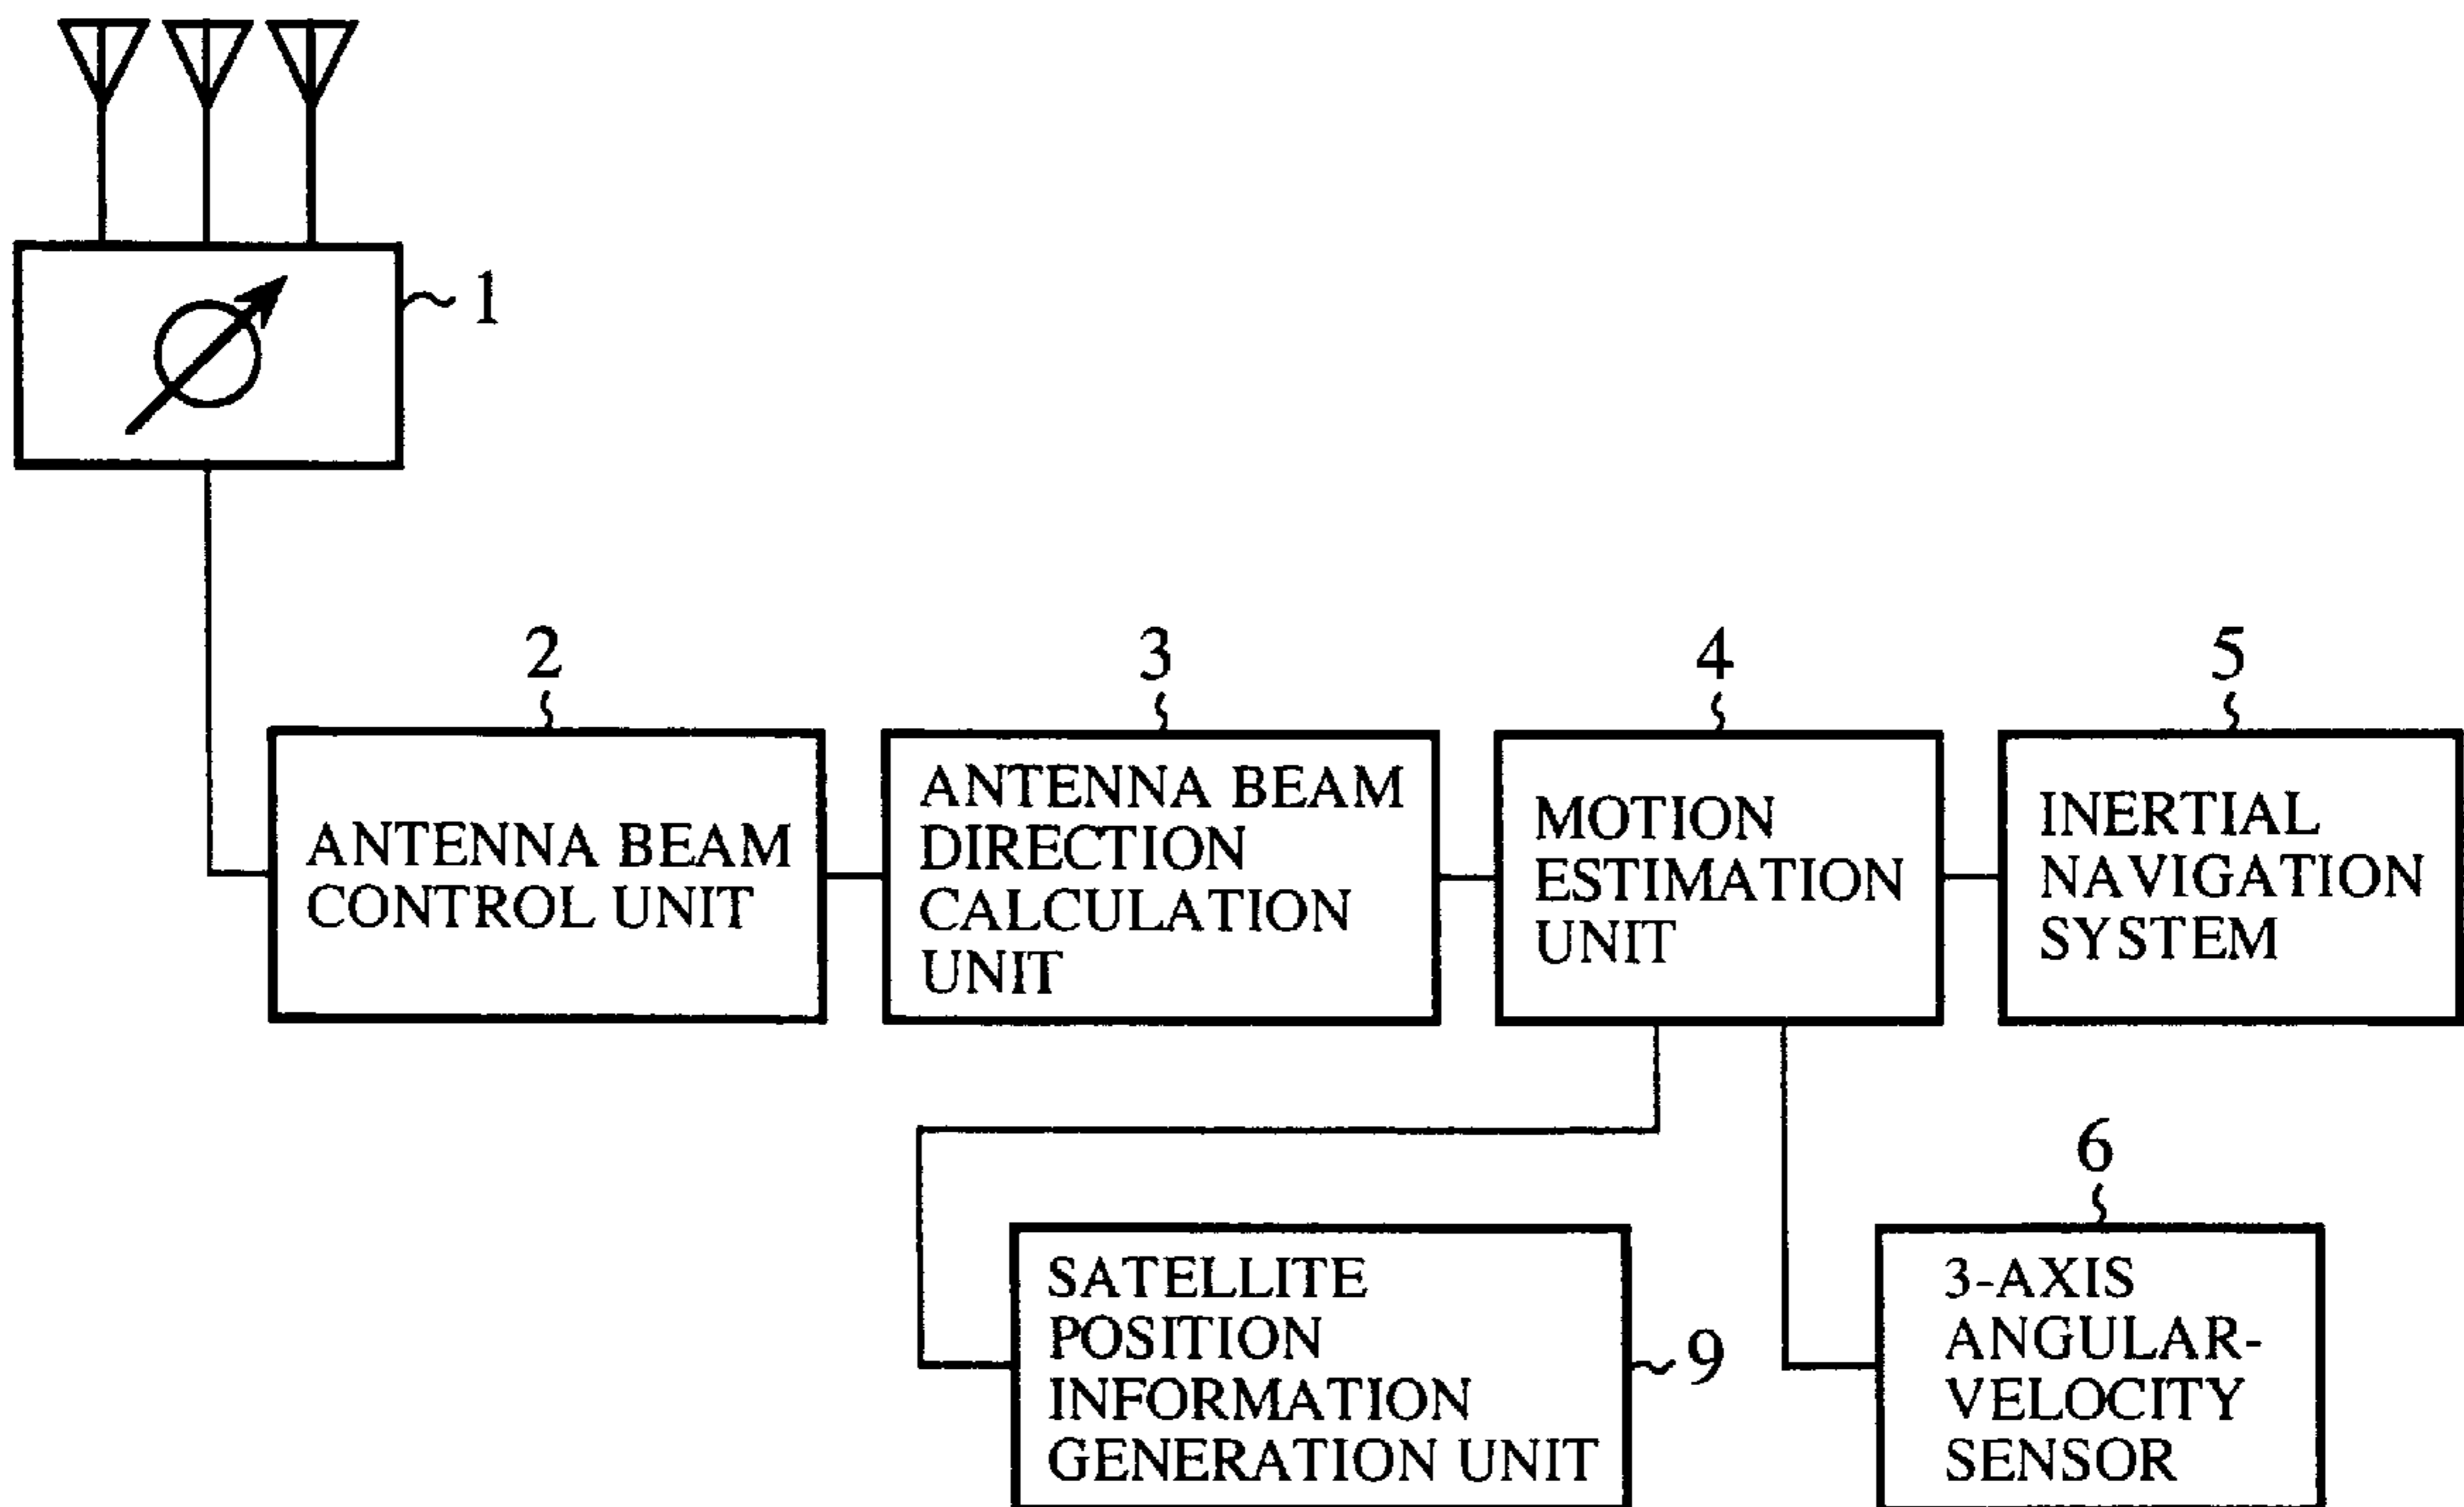 1
2
3
4
5
ANTENNA BEAM
CONTROL UNIT
ANTENNA BEAM
DIRECTION
CALCULATION
UNIT
MOTION
ESTIMATION
UNIT
INERTIAL
NAVIGATION
SYSTEM
6
SATELLITE
POSITION
INFORMATION
GENERATION UNIT
9
3-AXIS
ANGULAR-
VELOCITY
SENSOR